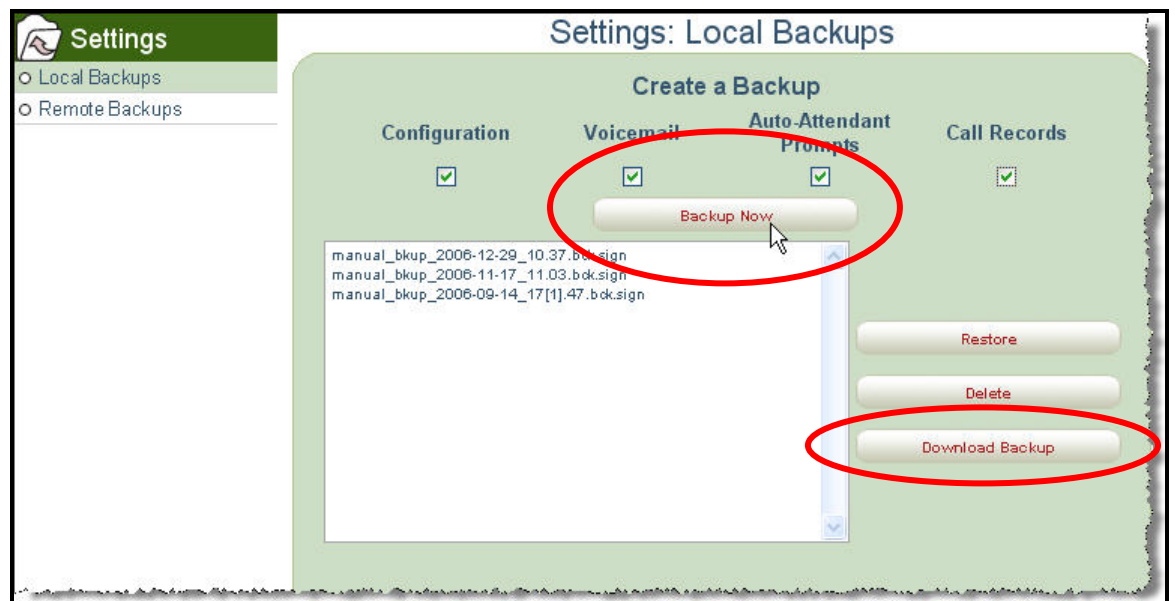 Settings
Local Backups
Remote Backups
Settings: Local Backups
Create a Backup
Configuration
Voicemail
Auto-Attendant
Prompts
Call Records
Backup Now
manual_bkup_2006-12-29_10.37.bck.sign
manual_bkup_2006-11-17_11.03.bck.sign
manual_bkup_2006-09-14_17[1].47.bck.sign
Restore
Delete
Download Backup